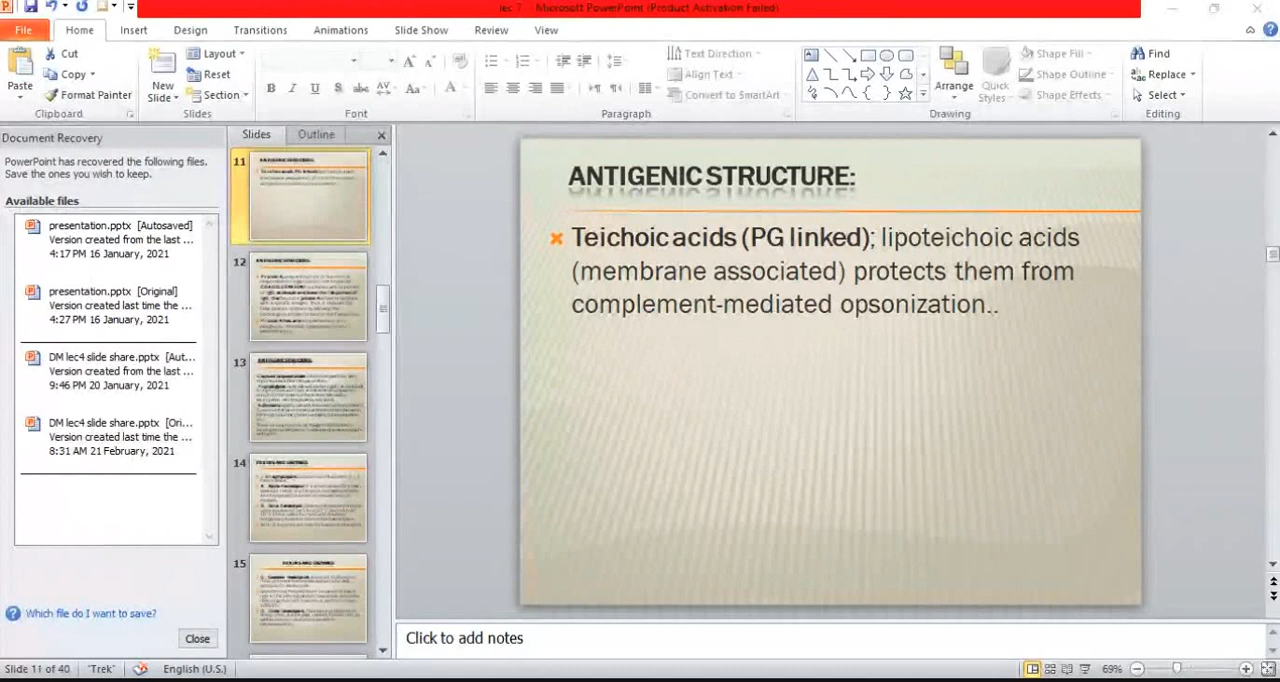 lec 7 - Microsoft PowerPoint (Product Activation Failed)
File Home Insert Design Transitions Animations Slide Show Review View
Paste
Cut
Copy
Format Painter
Clipboard
New Slide
Layout
Reset
Section
Slides
Font
Text Direction
Align Text
Convert to SmartArt
Paragraph
Arrange
Quick Styles
Shape Fill
Shape Outline
Shape Effects
Drawing
Find
Replace
Select
Editing
Document Recovery
PowerPoint has recovered the following files.
Save the ones you wish to keep.
Available files
presentation.pptx [Autosaved]
Version created from the last ...
4:17 PM 16 January, 2021
presentation.pptx [Original]
Version created from the last ...
4:27 PM 16 January, 2021
DM lec4 slide share.pptx [Aut...
Version created from the last ...
9:46 PM 20 January, 2021
DM lec4 slide share.pptx [Ori...
Version created last time the ...
8:31 AM 21 February, 2021
Which file do I want to save?
Close
Slides Outline
11
12
13
14
15
ANTIGENIC STRUCTURE:
Teichoic acids (PG linked); lipoteichoic acids
(membrane associated) protects them from
complement-mediated opsonization..
Click to add notes
Slide 11 of 40 "Trek" English (U.S.) 69%